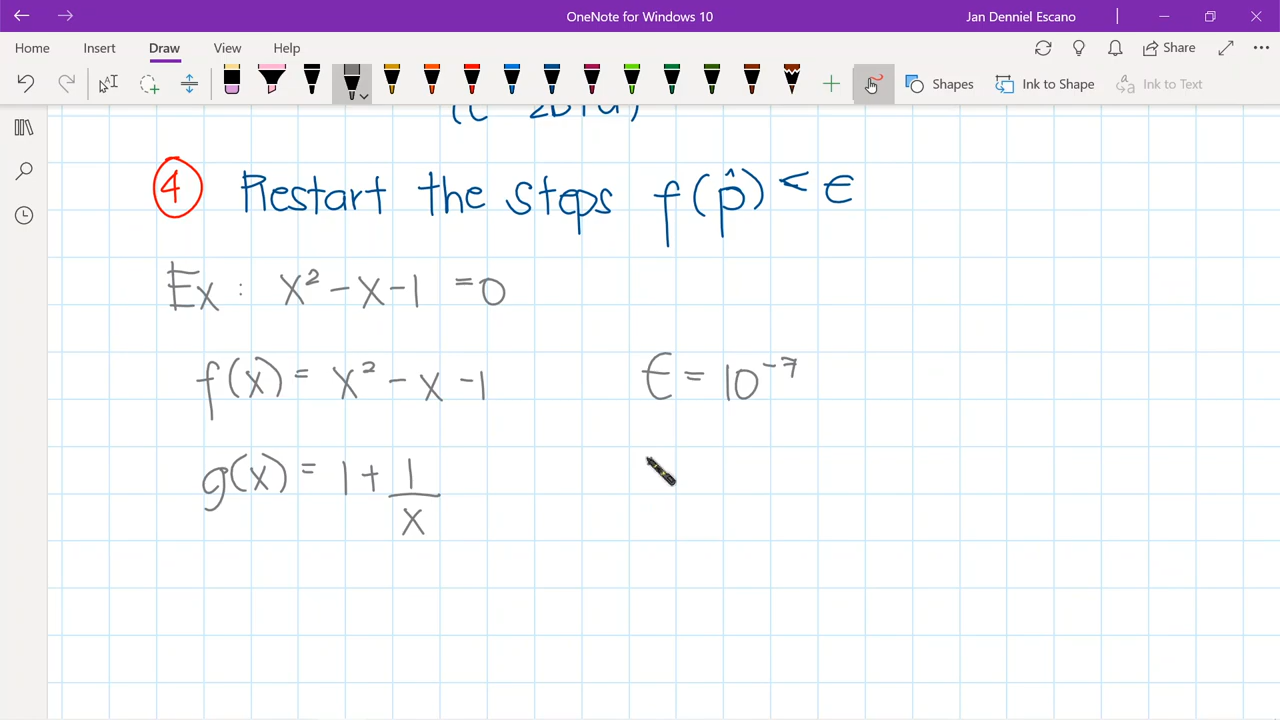 OneNote for Windows 10
Jan Denniel Escano
Home Insert Draw View Help
Share
Shapes
Ink to Shape
Ink to Text
④ Restart the steps f(p̂) < ϵ
Ex : x² - x - 1 = 0
f(x) = x² - x - 1
ϵ = 10⁻⁷
g(x) = 1 + 1/x